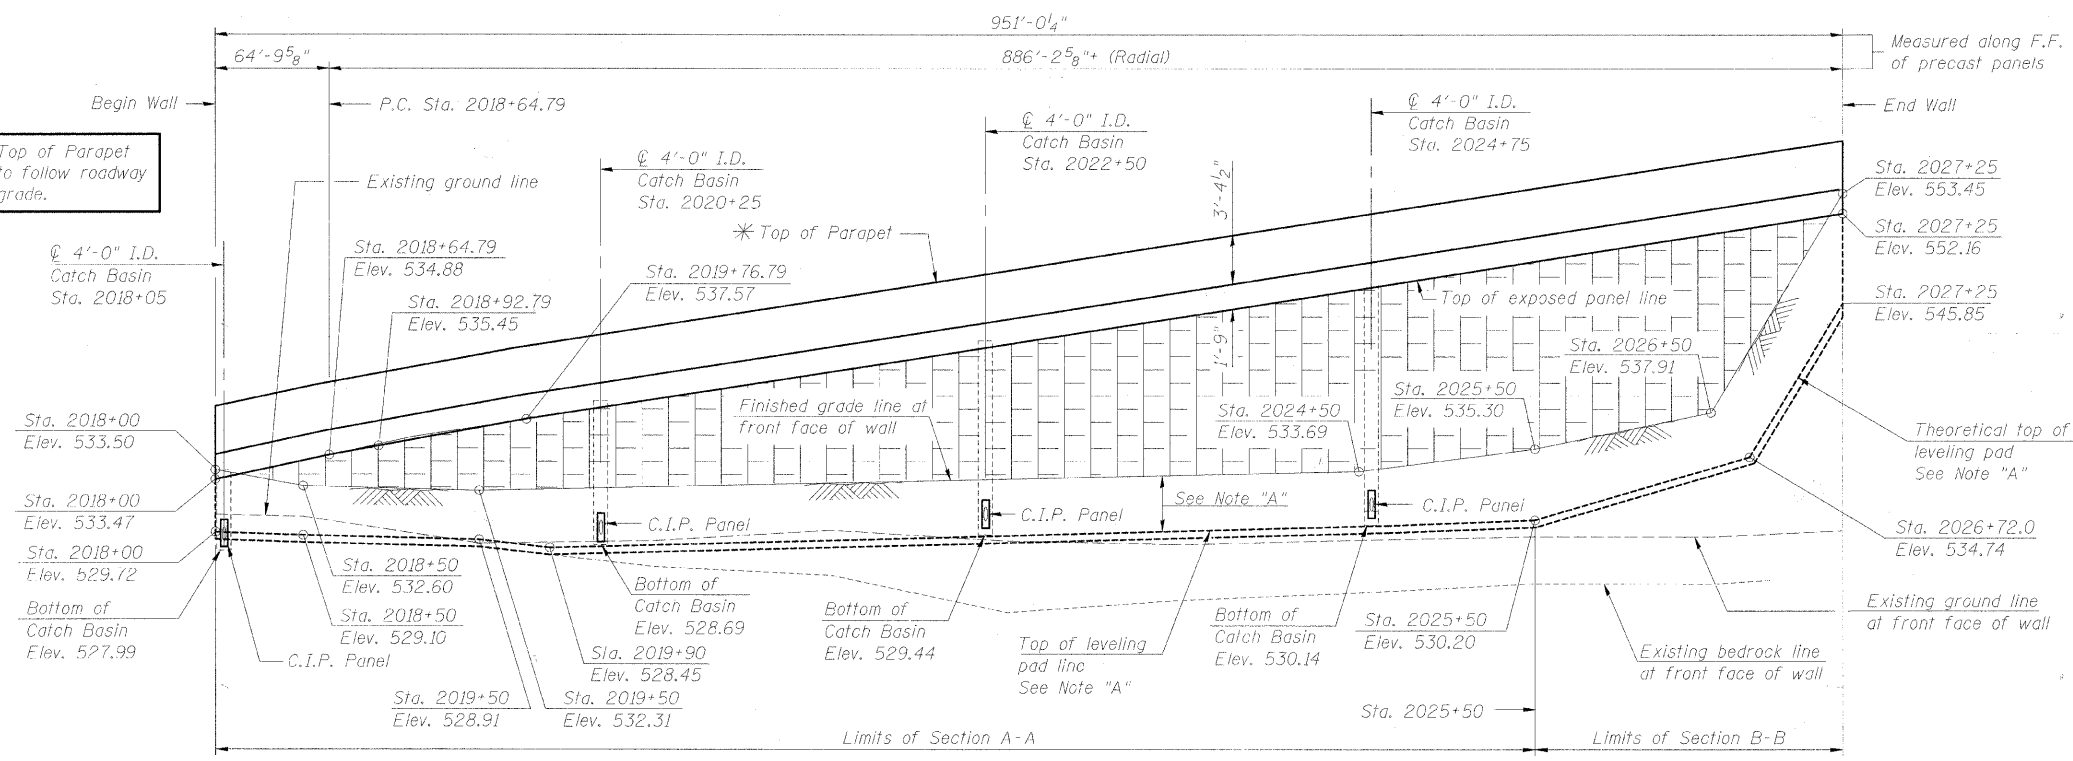 951'-0 1/4"
64'-9 5/8"
886'-2 5/8"+ (Radial)
Measured along F.F.
of precast panels
Begin Wall
P.C. Sta. 2018+64.79
End Wall
Top of Parapet
to follow roadway
grade.
Existing ground line
℄ 4'-0" I.D.
Catch Basin
Sta. 2020+25
℄ 4'-0" I.D.
Catch Basin
Sta. 2022+50
℄ 4'-0" I.D.
Catch Basin
Sta. 2024+75
3'-4 1/2"
Sta. 2027+25
Elev. 553.45
Sta. 2027+25
Elev. 552.16
Sta. 2027+25
Elev. 545.85
℄ 4'-0" I.D.
Catch Basin
Sta. 2018+05
Sta. 2018+64.79
Elev. 534.88
Sta. 2018+92.79
Elev. 535.45
Sta. 2019+76.79
Elev. 537.57
* Top of Parapet
Top of exposed panel line
1'-9"
Sta. 2026+50
Elev. 537.91
Sta. 2025+50
Elev. 535.30
Sta. 2024+50
Elev. 533.69
Finished grade line at
front face of wall
Sta. 2018+00
Elev. 533.50
Sta. 2018+00
Elev. 533.47
Sta. 2018+00
Elev. 529.72
Theoretical top of
leveling pad
See Note "A"
See Note "A"
C.I.P. Panel
C.I.P. Panel
C.I.P. Panel
Sta. 2026+72.0
Elev. 534.74
Bottom of
Catch Basin
Elev. 527.99
C.I.P. Panel
Sta. 2018+50
Elev. 532.60
Sta. 2018+50
Elev. 529.10
Sta. 2019+50
Elev. 528.91
Sta. 2019+50
Elev. 532.31
Sta. 2019+90
Elev. 528.45
Bottom of
Catch Basin
Elev. 528.69
Bottom of
Catch Basin
Elev. 529.44
Top of leveling
pad line
See Note "A"
Bottom of
Catch Basin
Elev. 530.14
Sta. 2025+50
Elev. 530.20
Existing ground line
at front face of wall
Existing bedrock line
at front face of wall
Sta. 2025+50
Limits of Section A-A
Limits of Section B-B